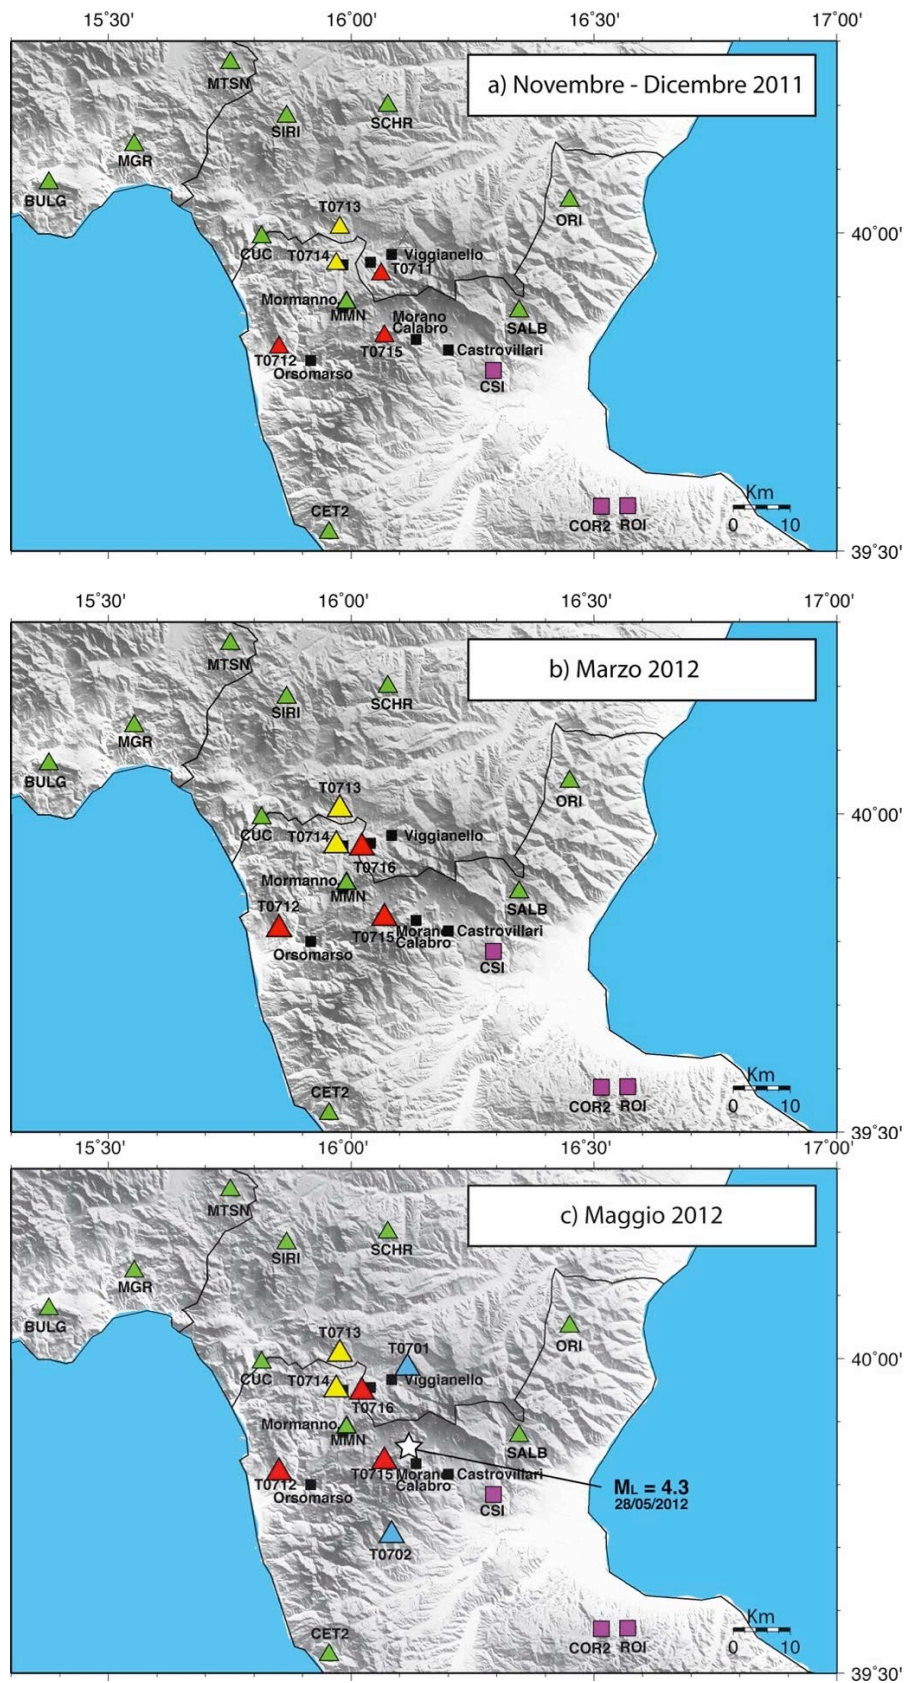 15˚30'
16˚00'
16˚30'
17˚00'
a) Novembre - Dicembre 2011
MTSN
SCHR
SIRI
MGR
BULG
T0713
ORI
40˚00'
CUC
T0714
Viggianello
T0711
Mormanno
MMN
Morano
Calabro
SALB
T0712
T0715
Castrovillari
Orsomarso
CSI
Km
CET2
COR2
ROI
0
10
39˚30'
15˚30'
16˚00'
16˚30'
17˚00'
b) Marzo 2012
MTSN
SCHR
SIRI
MGR
BULG
T0713
ORI
40˚00'
CUC
T0714
Viggianello
T0716
Mormanno
MMN
T0712
SALB
T0715
Morano
Castrovillari
Calabro
Orsomarso
CSI
Km
CET2
COR2
ROI
0
10
39˚30'
15˚30'
16˚00'
16˚30'
17˚00'
c) Maggio 2012
MTSN
SCHR
SIRI
MGR
BULG
T0713
T0701
ORI
40˚00'
CUC
T0714
Viggianello
T0716
Mormanno
MMN
SALB
T0715
Morano
Castrovillari
T0712
Calabro
Orsomarso
CSI
ML = 4.3
28/05/2012
T0702
Km
CET2
COR2
ROI
0
10
39˚30'